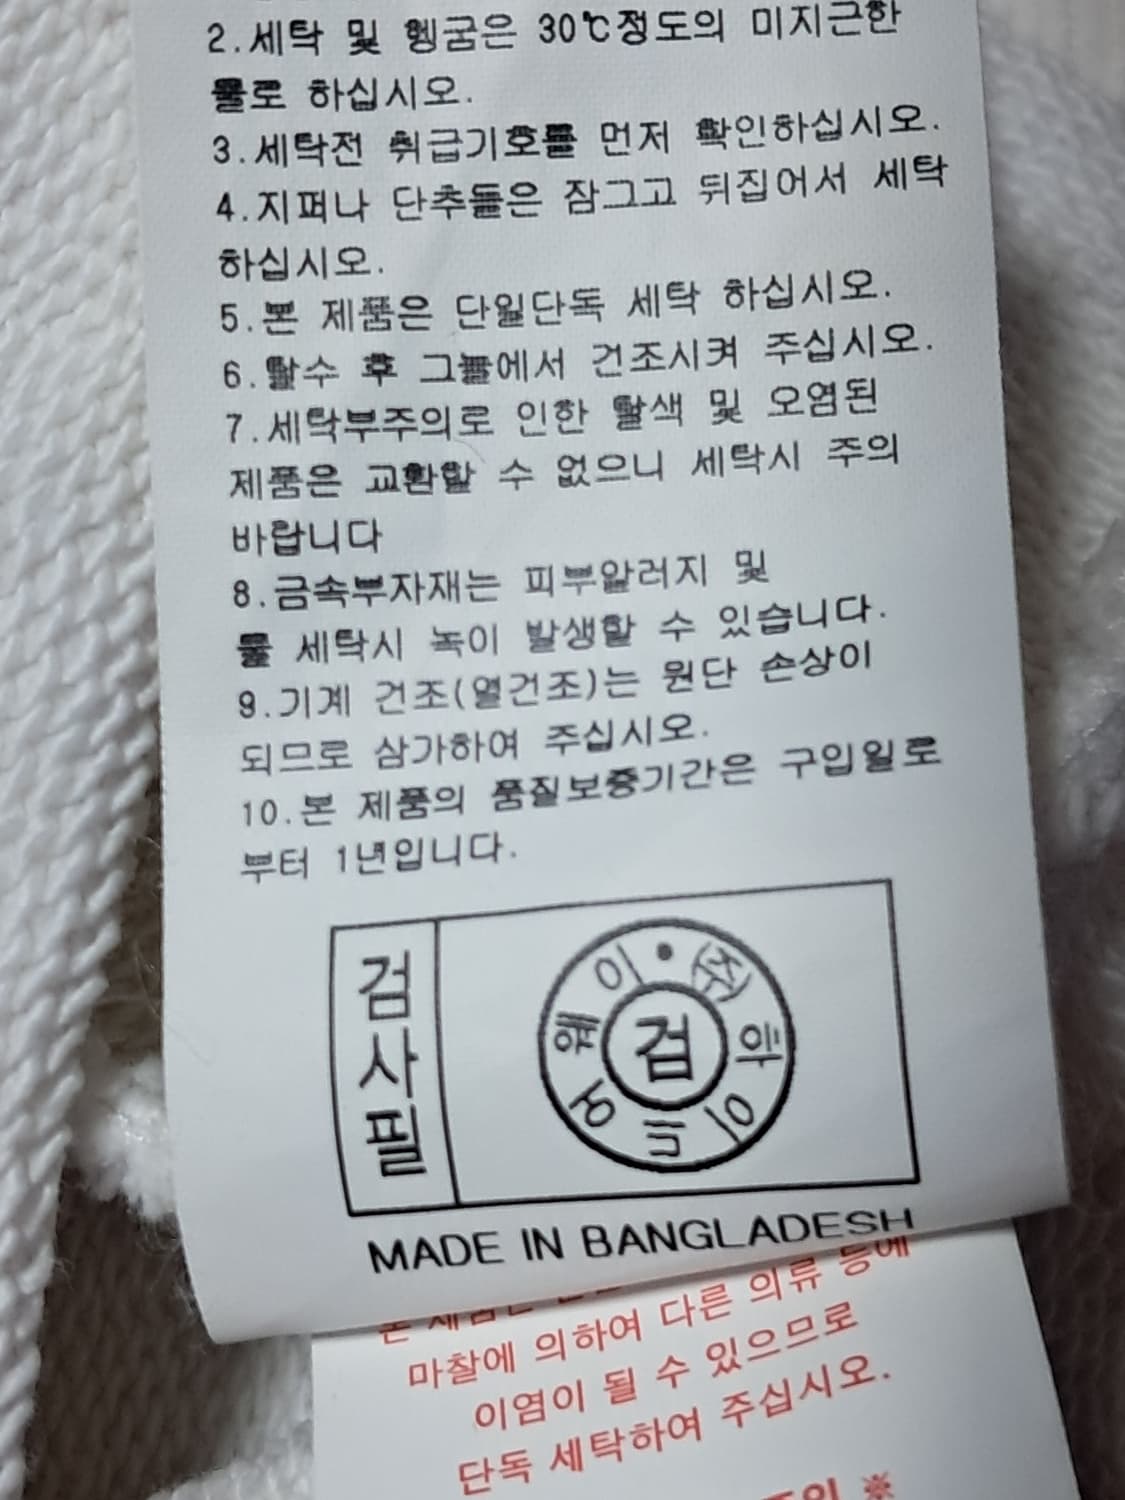 2.세탁 및 헹굼은 30℃정도의 미지근한
물로 하십시오.
3.세탁전 취급기호를 먼저 확인하십시오.
4.지퍼나 단추들은 잠그고 뒤집어서 세탁
하십시오.
5.본 제품은 단일단독 세탁 하십시오.
6.탈수 후 그늘에서 건조시켜 주십시오.
7.세탁부주의로 인한 탈색 및 오염된
제품은 교환할 수 없으니 세탁시 주의
바랍니다
8.금속부자재는 피부알러지 및
물 세탁시 녹이 발생할 수 있습니다.
9.기계 건조(열건조)는 원단 손상이
되므로 삼가하여 주십시오.
10.본 제품의 품질보증기간은 구입일로
부터 1년입니다.
검사필
검
MADE IN BANGLADESH
본 제품은
마찰에 의하여 다른 의류 등에
이염이 될 수 있으므로
단독 세탁하여 주십시오.
※